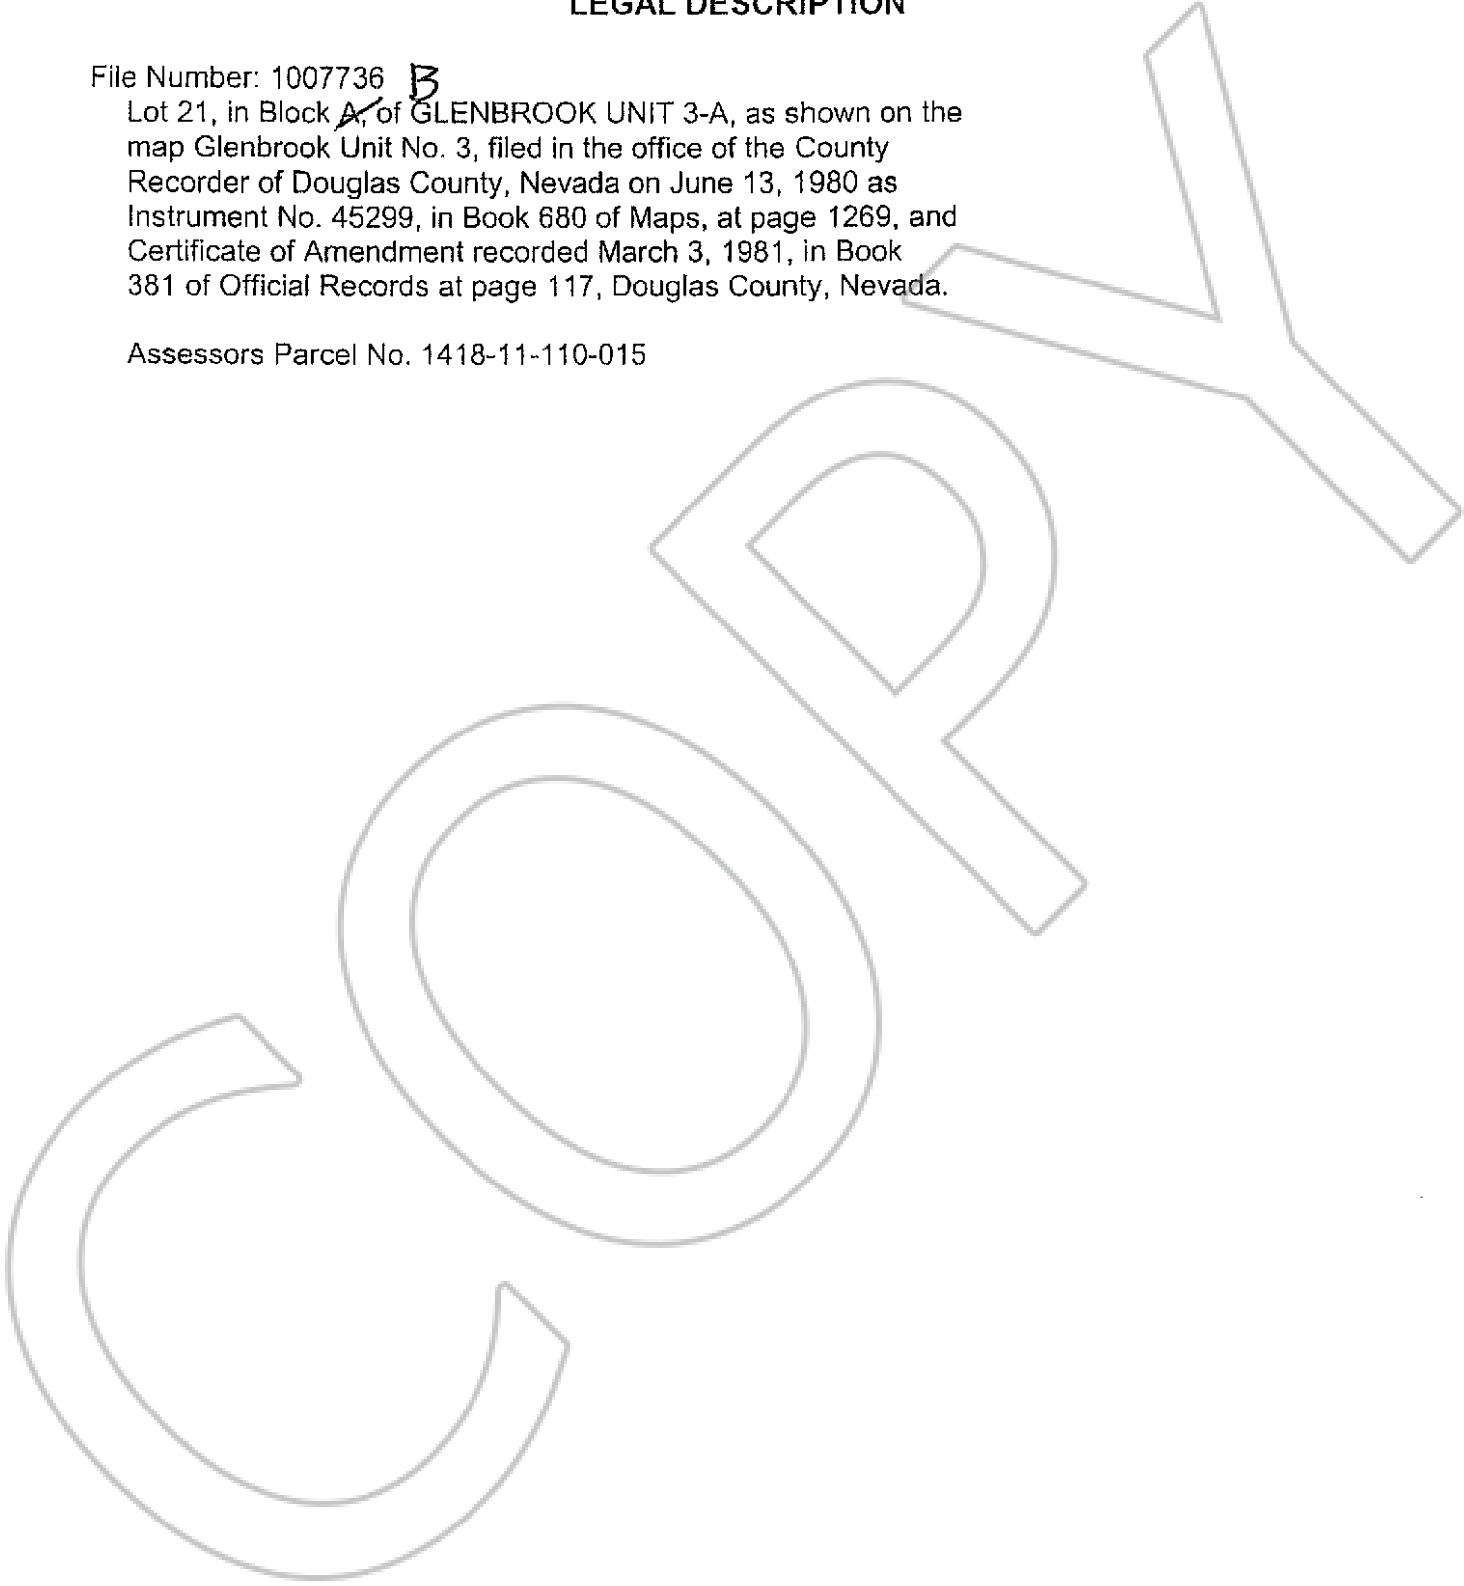 LEGAL DESCRIPTION
File Number: 1007736 B
Lot 21, in Block A, of GLENBROOK UNIT 3-A, as shown on the
map Glenbrook Unit No. 3, filed in the office of the County
Recorder of Douglas County, Nevada on June 13, 1980 as
Instrument No. 45299, in Book 680 of Maps, at page 1269, and
Certificate of Amendment recorded March 3, 1981, in Book
381 of Official Records at page 117, Douglas County, Nevada.
Assessors Parcel No. 1418-11-110-015
COPY